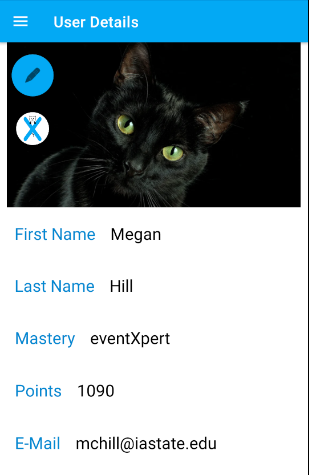 User Details
First Name Megan
Last Name Hill
Mastery eventXpert
Points 1090
E-Mail mchill@iastate.edu